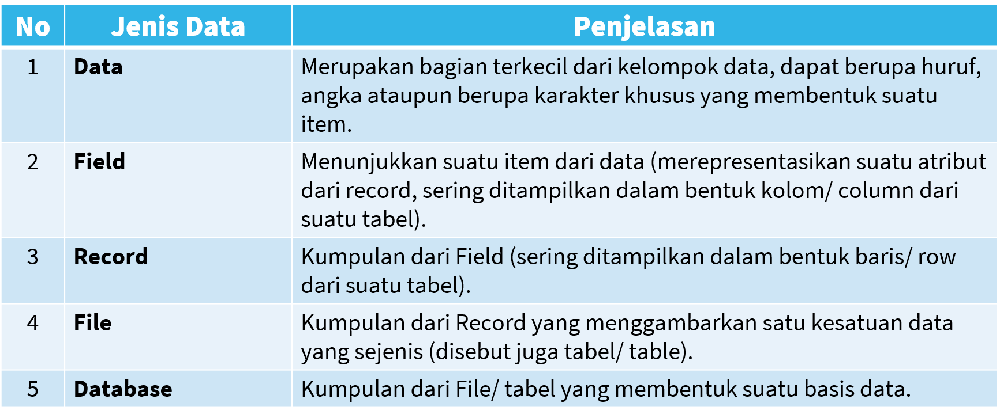 No Jenis Data Penjelasan
1 Data Merupakan bagian terkecil dari kelompok data, dapat berupa huruf,
angka ataupun berupa karakter khusus yang membentuk suatu
item.
2 Field Menunjukkan suatu item dari data (merepresentasikan suatu atribut
dari record, sering ditampilkan dalam bentuk kolom/ column dari
suatu tabel).
3 Record Kumpulan dari Field (sering ditampilkan dalam bentuk baris/ row
dari suatu tabel).
4 File Kumpulan dari Record yang menggambarkan satu kesatuan data
yang sejenis (disebut juga tabel/ table).
5 Database Kumpulan dari File/ tabel yang membentuk suatu basis data.